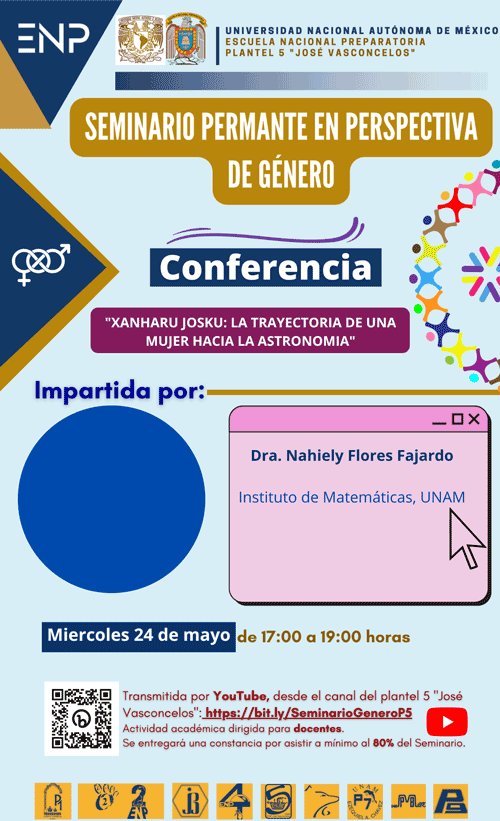 ENP
UNIVERSIDAD NACIONAL AUTÓNOMA DE MÉXICO
ESCUELA NACIONAL PREPARATORIA
PLANTEL 5 "JOSÉ VASCONCELOS"
SEMINARIO PERMANTE EN PERSPECTIVA
DE GÉNERO
Conferencia
"XANHARU JOSKU: LA TRAYECTORIA DE UNA
MUJER HACIA LA ASTRONOMIA"
Impartida por:
Dra. Nahiely Flores Fajardo
Instituto de Matemáticas, UNAM
Miercoles 24 de mayo de 17:00 a 19:00 horas
Transmitida por YouTube, desde el canal del plantel 5 "José
Vasconcelos": https://bit.ly/SeminarioGeneroP5
Actividad académica dirigida para docentes.
Se entregará una constancia por asistir a mínimo al 80% del Seminario.